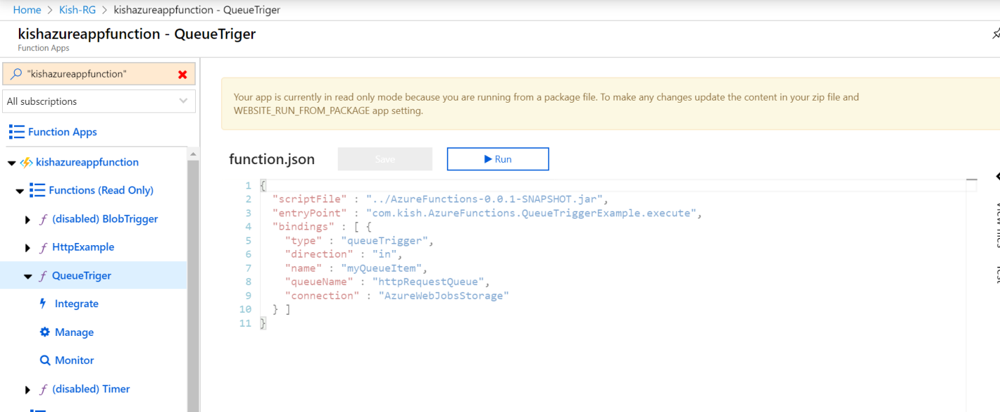 Home > Kish-RG > kishazureappfunction - QueueTriger
kishazureappfunction - QueueTriger
Function Apps
"kishazureappfunction"
All subscriptions
Function Apps
kishazureappfunction
Functions (Read Only)
f (disabled) BlobTrigger
f HttpExample
f QueueTriger
Integrate
Manage
Monitor
f (disabled) Timer
Your app is currently in read only mode because you are running from a package file. To make any changes update the content in your zip file and
WEBSITE_RUN_FROM_PACKAGE app setting.
function.json Save Run
1 {
2 "scriptFile" : "../AzureFunctions-0.0.1-SNAPSHOT.jar",
3 "entryPoint" : "com.kish.AzureFunctions.QueueTriggerExample.execute",
4 "bindings" : [ {
5 "type" : "queueTrigger",
6 "direction" : "in",
7 "name" : "myQueueItem",
8 "queueName" : "httpRequestQueue",
9 "connection" : "AzureWebJobsStorage"
10 } ]
11 }